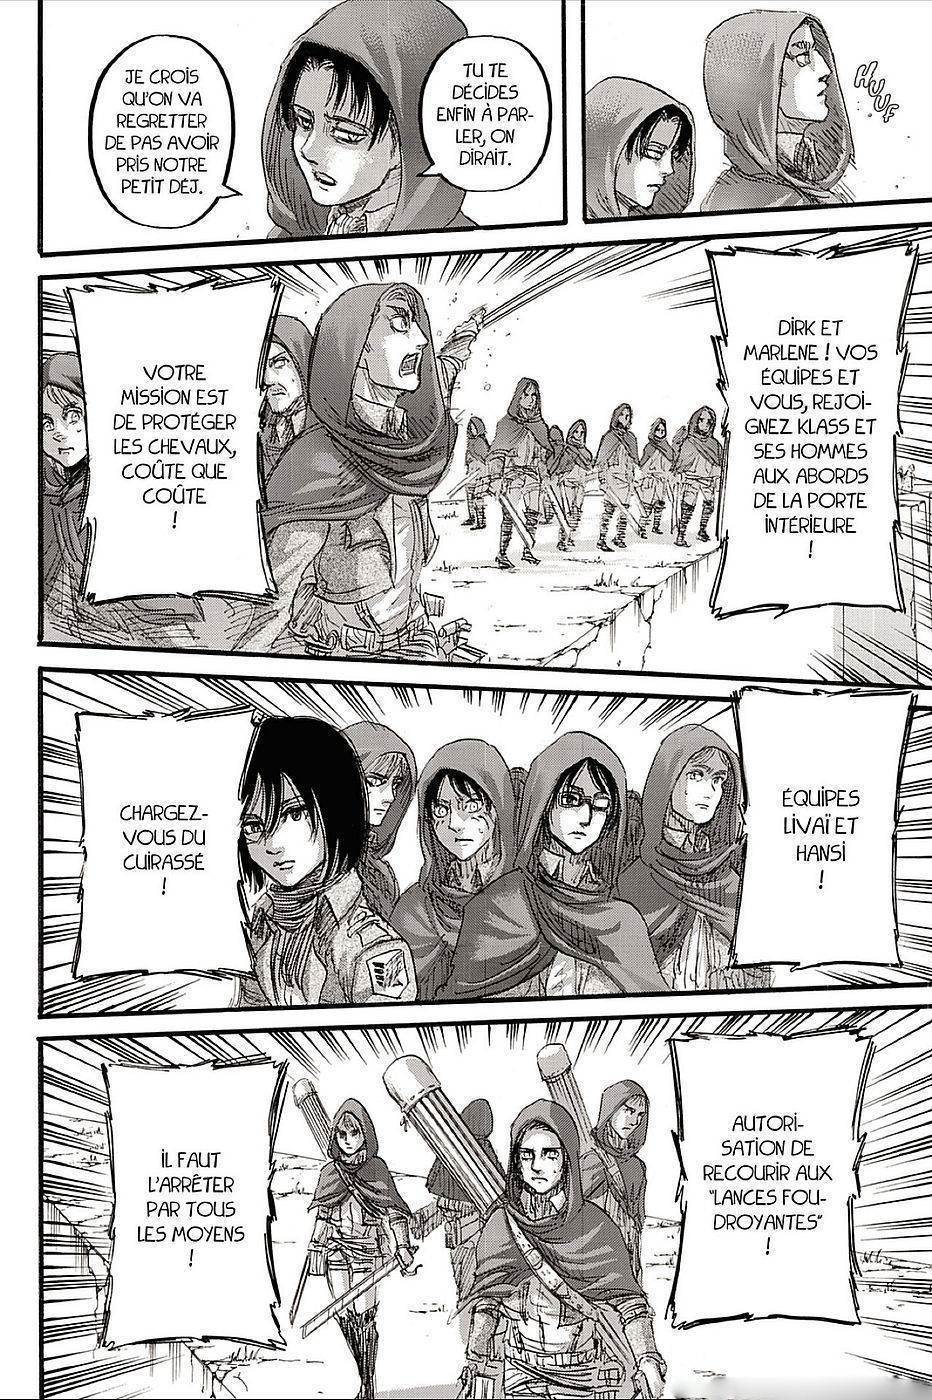 HUUF
TU TE
DÉCIDES
ENFIN À PAR-
LER, ON
DIRAIT.
JE CROIS
QU'ON VA
REGRETTER
DE PAS AVOIR
PRIS NOTRE
PETIT DÉJ.
DIRK ET
MARLENE ! VOS
ÉQUIPES ET
VOUS, REJOI-
GNEZ KLASS ET
SES HOMMES
AUX ABORDS
DE LA PORTE
INTÉRIEURE
!
VOTRE
MISSION EST
DE PROTÉGER
LES CHEVAUX,
COÛTE QUE
COÛTE
!
ÉQUIPES
LIVAÏ ET
HANSI
!
CHARGEZ-
VOUS DU
CUIRASSÉ
!
AUTORI-
SATION DE
RECOURIR AUX
"LANCES FOU-
DROYANTES"
!
IL FAUT
L'ARRÊTER
PAR TOUS
LES MOYENS
!